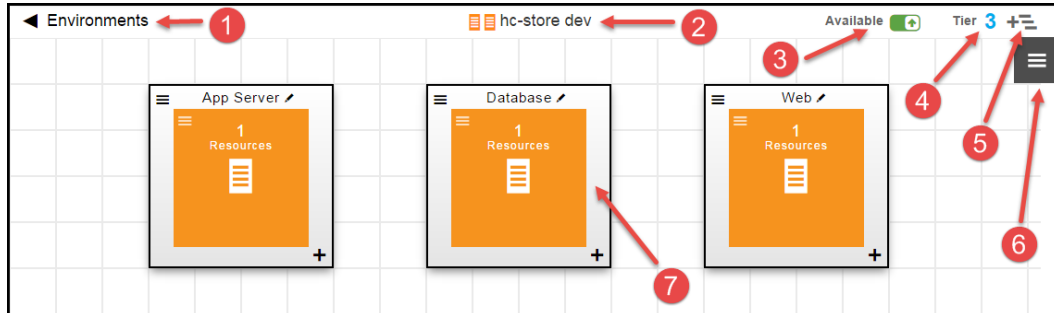 Environments
1
hc-store dev
2
Available
3
Tier 3
4
5
6
App Server
1
Resources
Database
1
Resources
Web
1
Resources
7